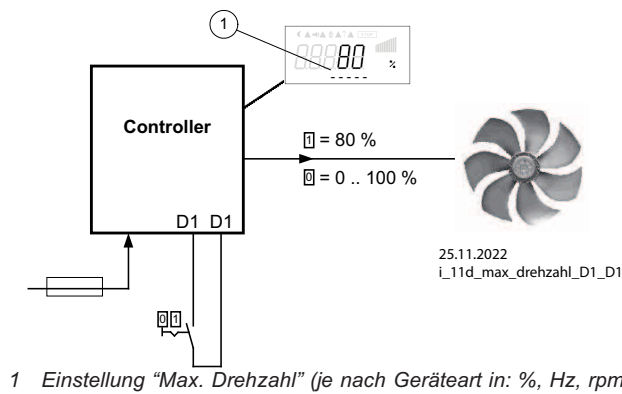 1
80
%
Controller
1 = 80 %
0 = 0 .. 100 %
D1 D1
25.11.2022
i_11d_max_drehzahl_D1_D1
0 1
1 Einstellung “Max. Drehzahl” (je nach Geräteart in: %, Hz, rpm